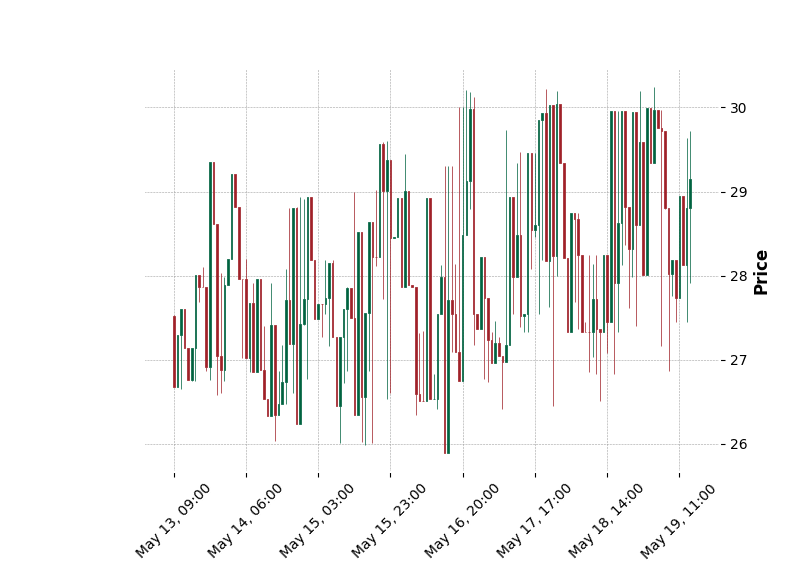 30
29
28
27
26
Price
May 13, 09:00
May 14, 06:00
May 15, 03:00
May 15, 23:00
May 16, 20:00
May 17, 17:00
May 18, 14:00
May 19, 11:00